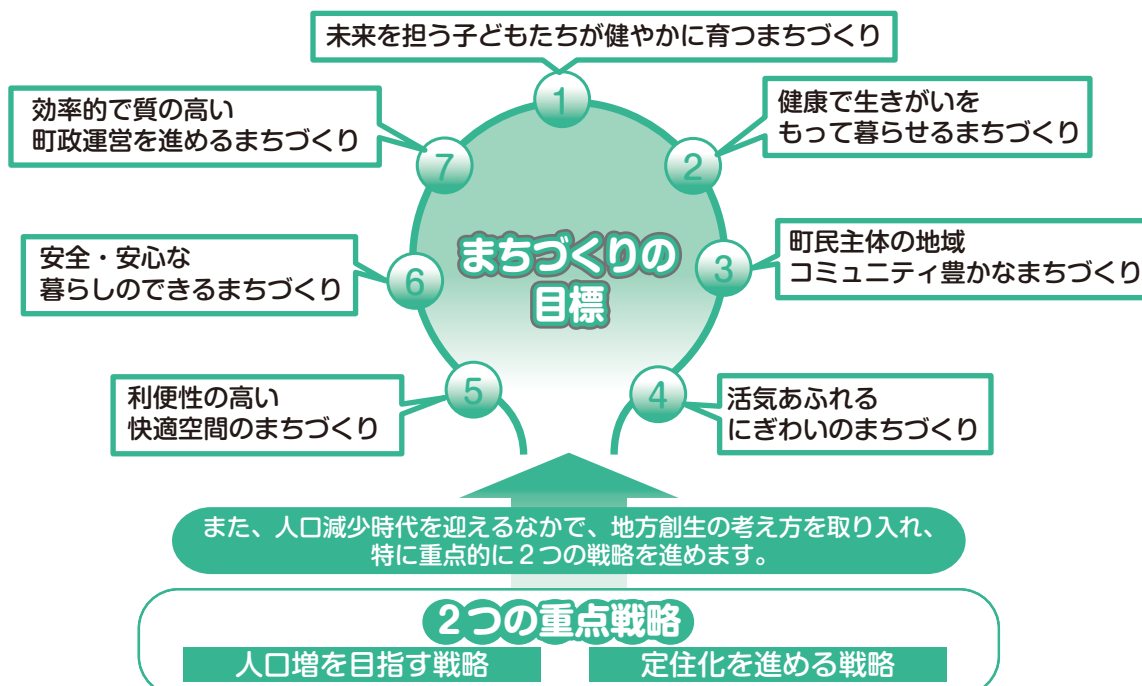 未来を担う子どもたちが健やかに育つまちづくり
1
効率的で質の高い
町政運営を進めるまちづくり
7
健康で生きがいを
もって暮らせるまちづくり
2
まちづくりの
目標
安全・安心な
暮らしのできるまちづくり
6
町民主体の地域
コミュニティ豊かなまちづくり
3
利便性の高い
快適空間のまちづくり
5
活気あふれる
にぎわいのまちづくり
4
また、人口減少時代を迎えるなかで、地方創生の考え方を取り入れ、
特に重点的に２つの戦略を進めます。
２つの重点戦略
人口増を目指す戦略
定住化を進める戦略